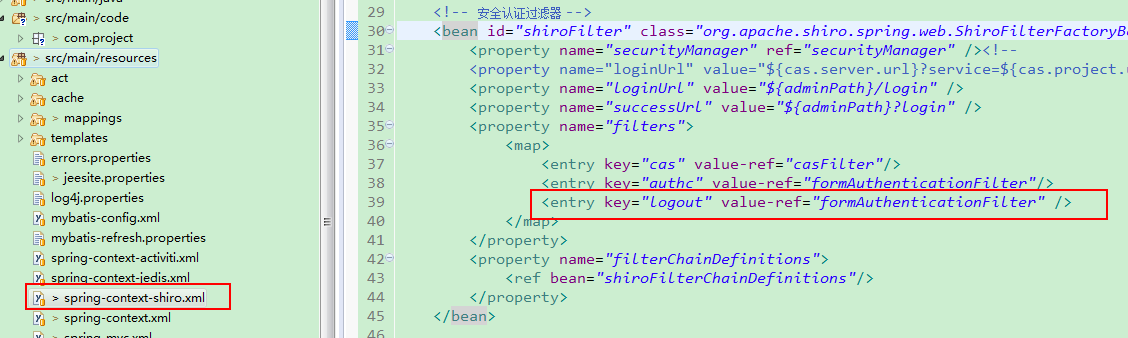 src/main/java
> src/main/code
> com.project
> src/main/resources
act
cache
> mappings
templates
errors.properties
> jeesite.properties
log4j.properties
mybatis-config.xml
mybatis-refresh.properties
spring-context-activiti.xml
spring-context-jedis.xml
> spring-context-shiro.xml
> spring-context.xml
spring-mvc.xml
29 <!-- 安全认证过滤器 -->
30 <bean id="shiroFilter" class="org.apache.shiro.spring.web.ShiroFilterFactoryBe
31 <property name="securityManager" ref="securityManager" /><!--
32 <property name="loginUrl" value="${cas.server.url}?service=${cas.project.u
33 <property name="loginUrl" value="${adminPath}/login" />
34 <property name="successUrl" value="${adminPath}?login" />
35 <property name="filters">
36 <map>
37 <entry key="cas" value-ref="casFilter"/>
38 <entry key="authc" value-ref="formAuthenticationFilter"/>
39 <entry key="logout" value-ref="formAuthenticationFilter" />
40 </map>
41 </property>
42 <property name="filterChainDefinitions">
43 <ref bean="shiroFilterChainDefinitions"/>
44 </property>
45 </bean>
46